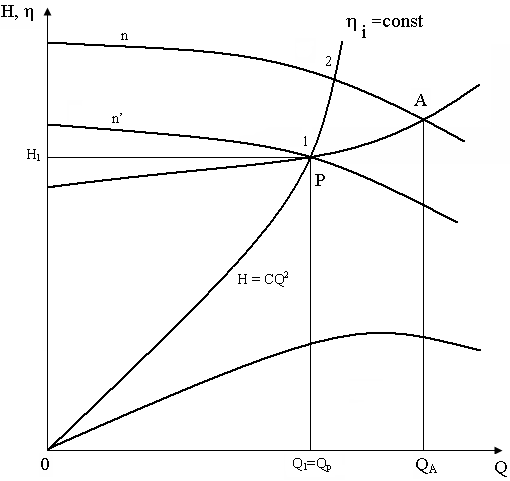 H, η
n
η i =const
2
A
n'
1
H1
P
H = CQ²
0
Q1=QP
QA
Q